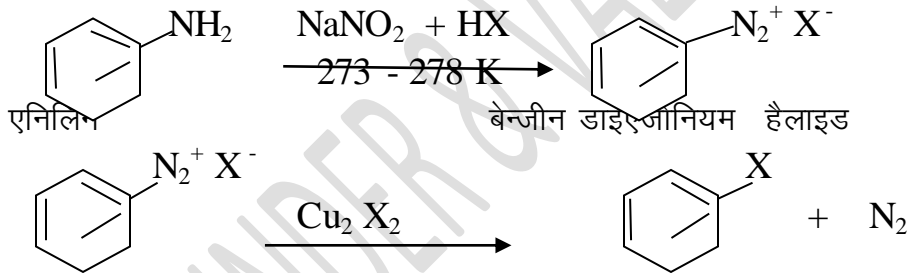 NH₂ NaNO₂ + HX N₂⁺ X⁻
273 - 278 K
एनिलिन बेन्जीन डाइएजोनियम हैलाइड
N₂⁺ X⁻ X
Cu₂ X₂ + N₂